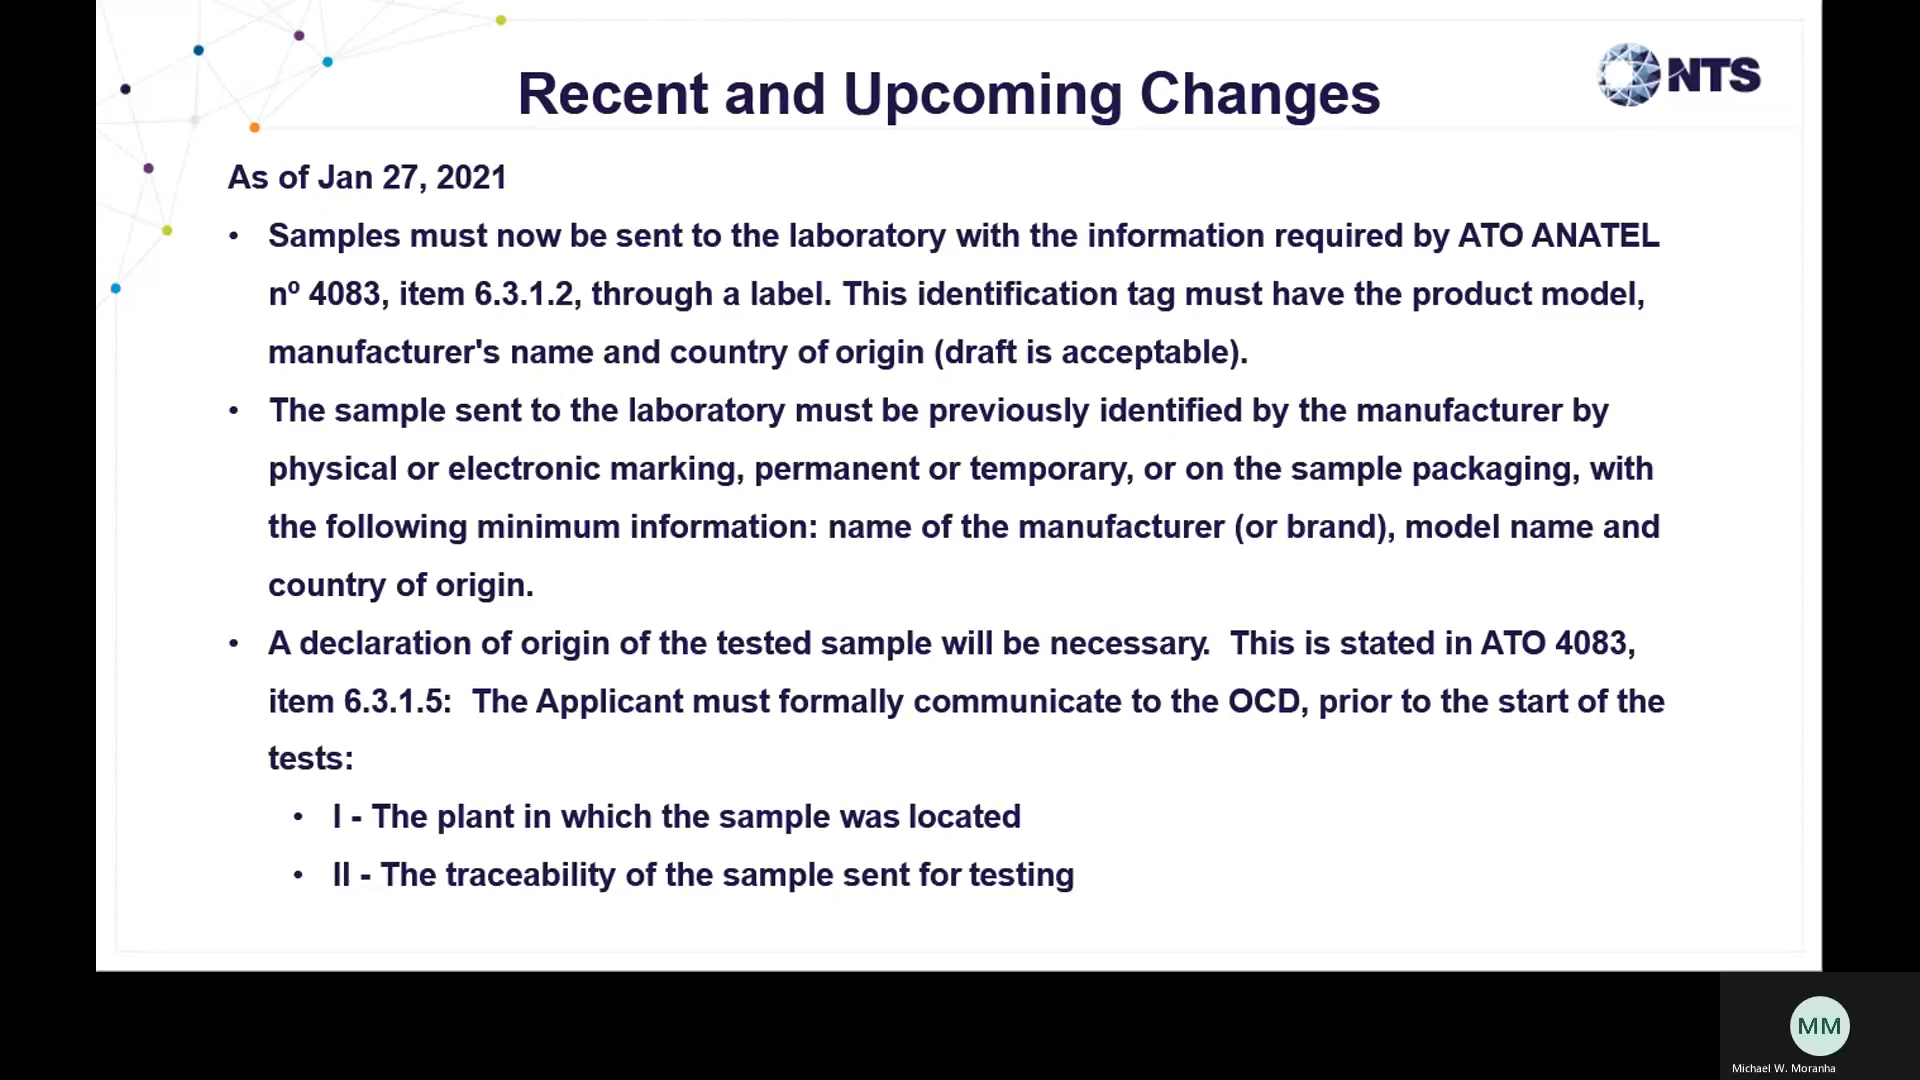 Recent and Upcoming Changes
NTS
As of Jan 27, 2021
• Samples must now be sent to the laboratory with the information required by ATO ANATEL
nº 4083, item 6.3.1.2, through a label. This identification tag must have the product model,
manufacturer's name and country of origin (draft is acceptable).
• The sample sent to the laboratory must be previously identified by the manufacturer by
physical or electronic marking, permanent or temporary, or on the sample packaging, with
the following minimum information: name of the manufacturer (or brand), model name and
country of origin.
• A declaration of origin of the tested sample will be necessary.  This is stated in ATO 4083,
item 6.3.1.5:  The Applicant must formally communicate to the OCD, prior to the start of the
tests:
• I - The plant in which the sample was located
• II - The traceability of the sample sent for testing
MM
Michael W. Moranha